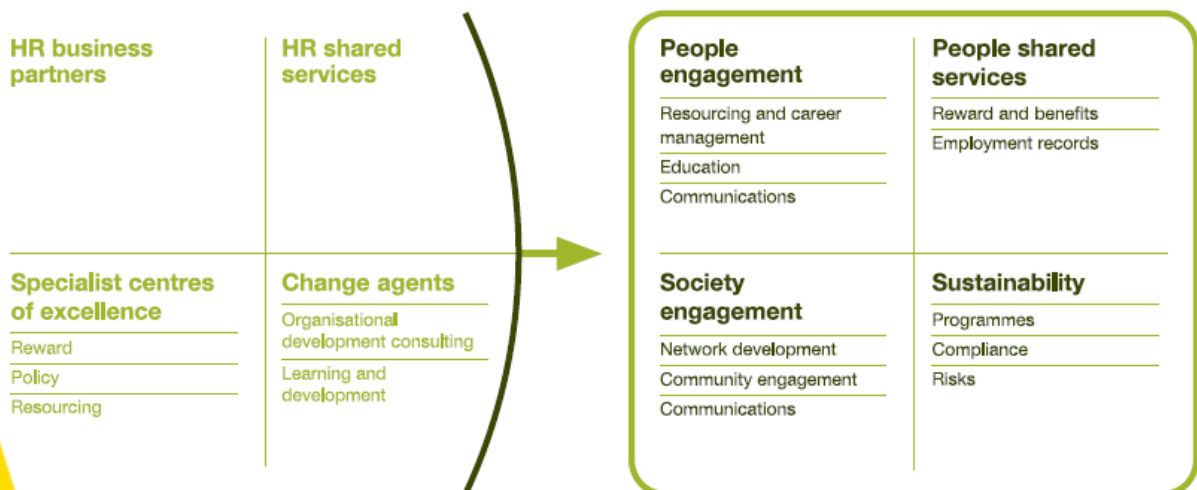 HR business
partners
HR shared
services
Specialist centres
of excellence
Reward
Policy
Resourcing
Change agents
Organisational
development consulting
Learning and
development
People
engagement
Resourcing and career
management
Education
Communications
People shared
services
Reward and benefits
Employment records
Society
engagement
Network development
Community engagement
Communications
Sustainability
Programmes
Compliance
Risks